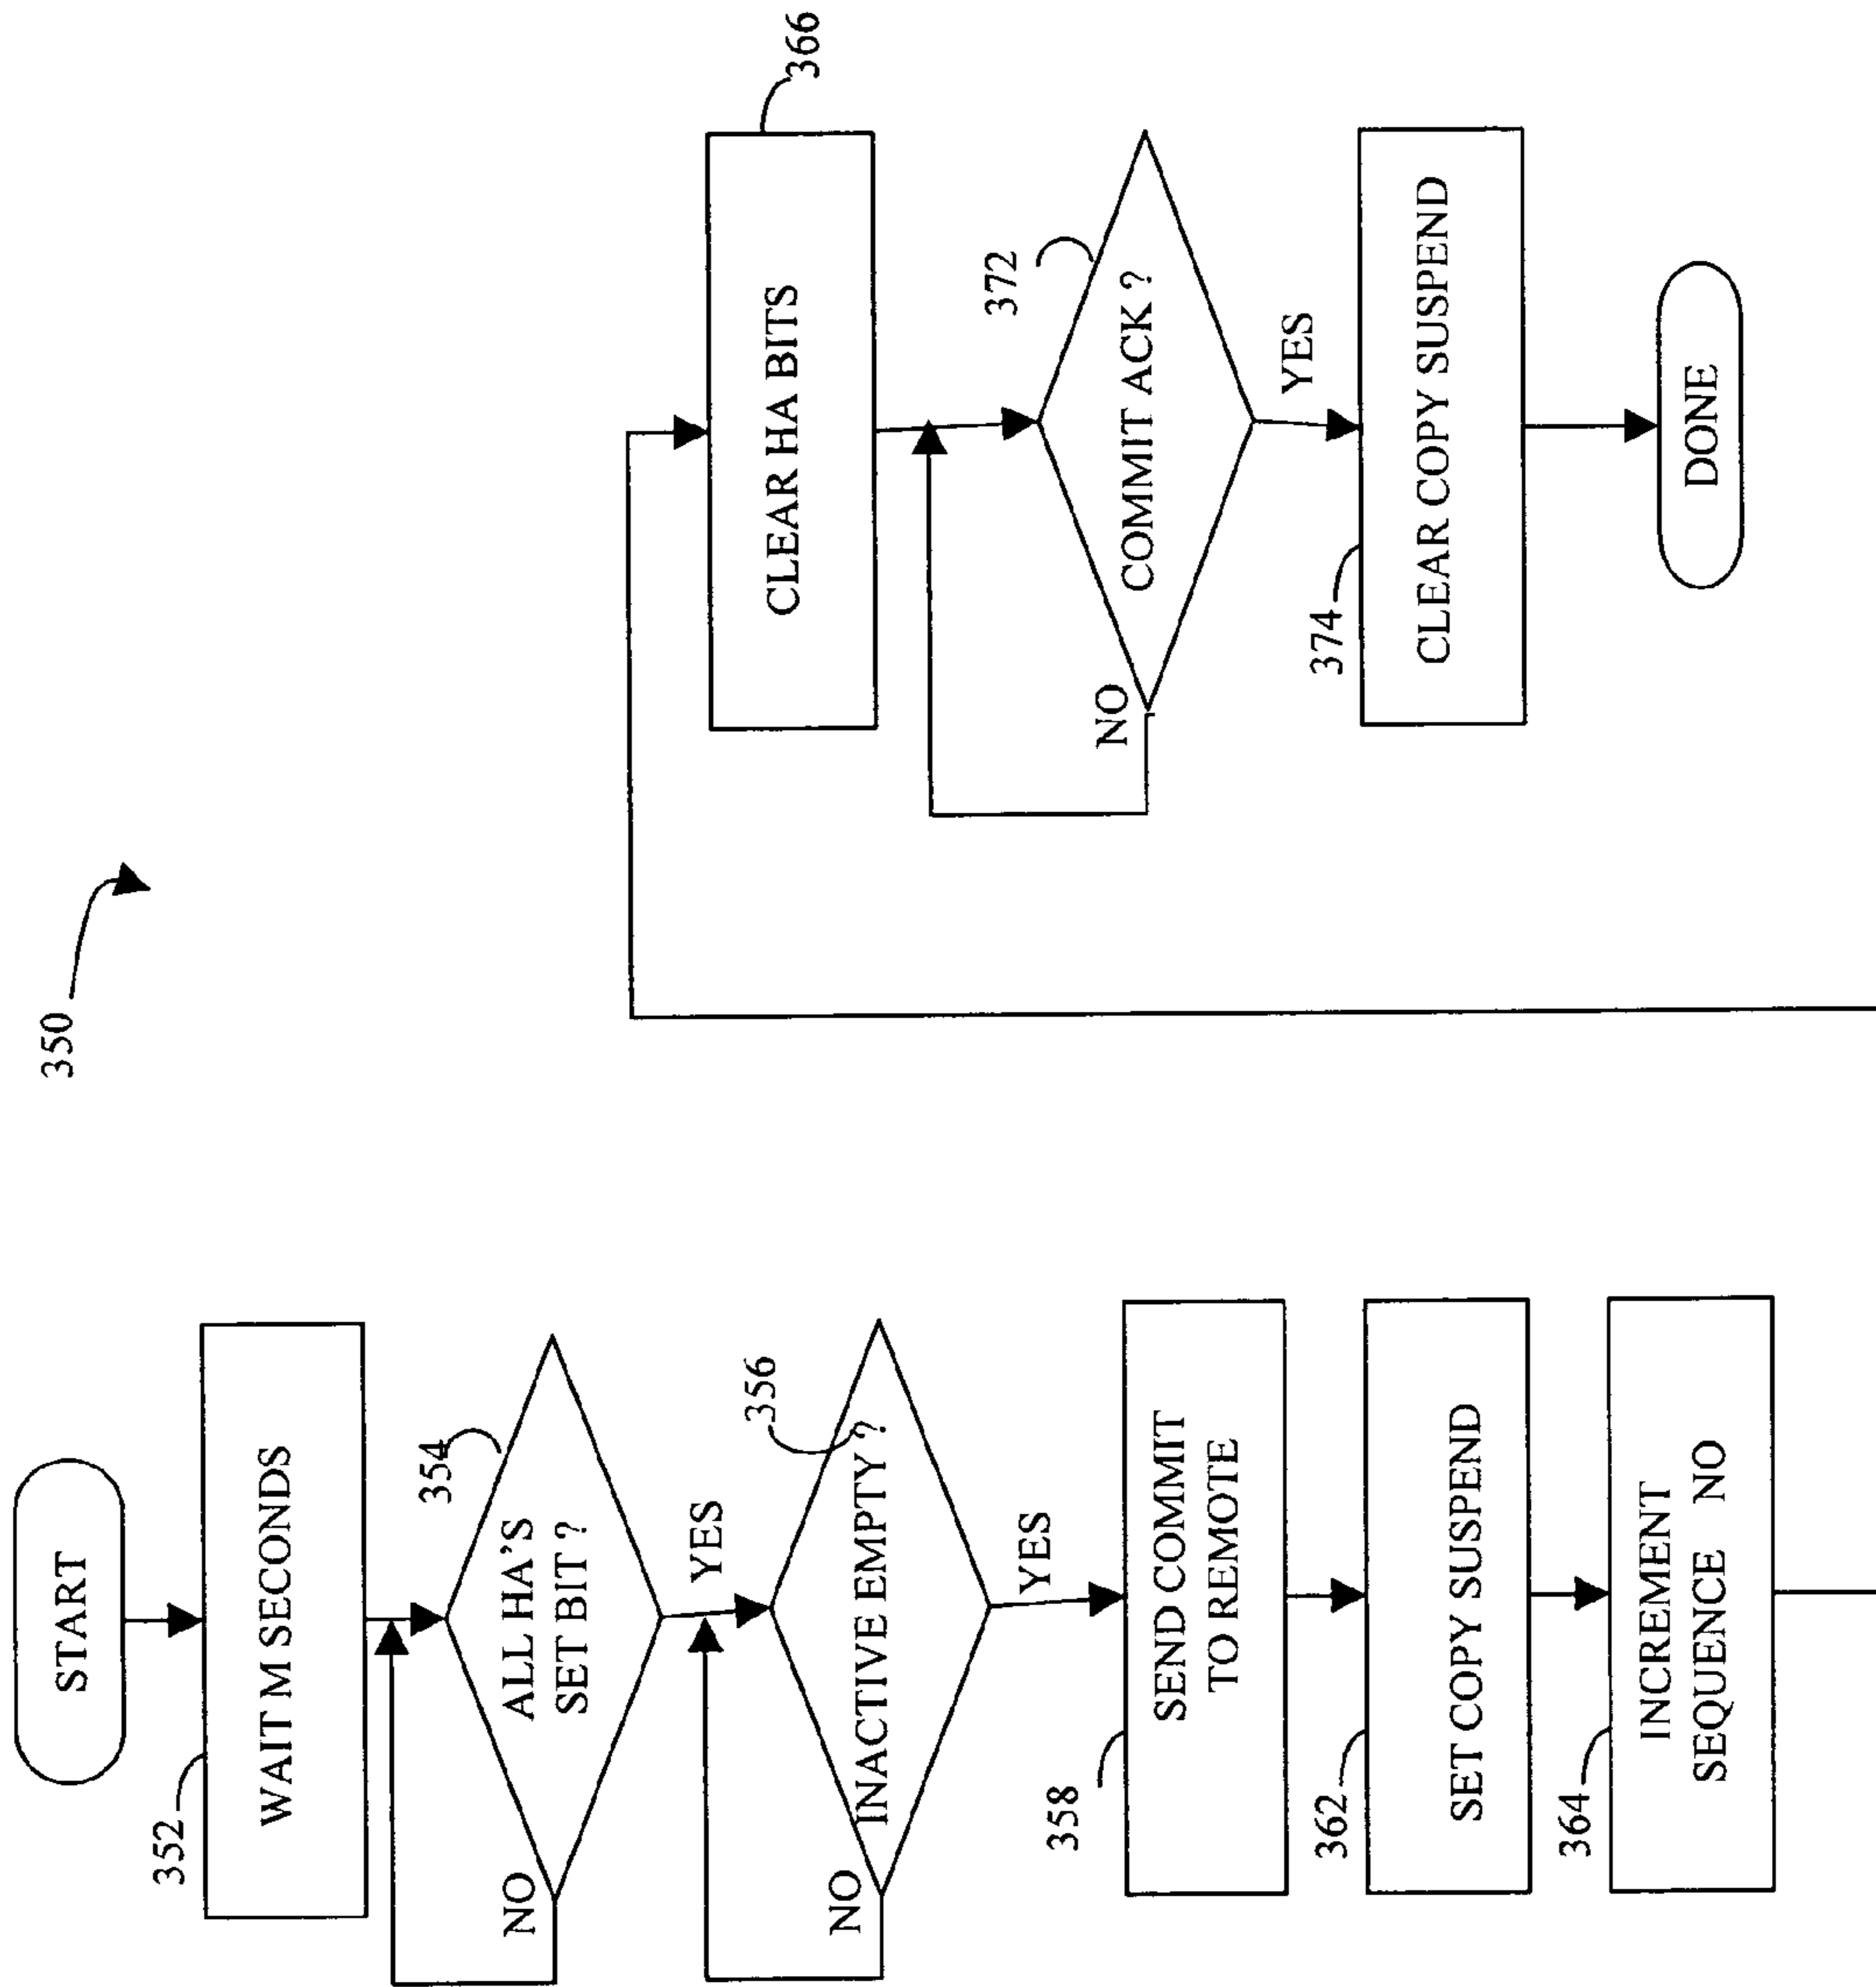 350
START
352
WAIT M SECONDS
354
ALL HA'S
SET BIT ?
NO
YES
356
INACTIVE EMPTY ?
NO
YES
358
SEND COMMIT
TO REMOTE
362
SET COPY SUSPEND
364
INCREMENT
SEQUENCE NO
366
CLEAR HA BITS
372
COMMIT ACK ?
NO
YES
374
CLEAR COPY SUSPEND
DONE